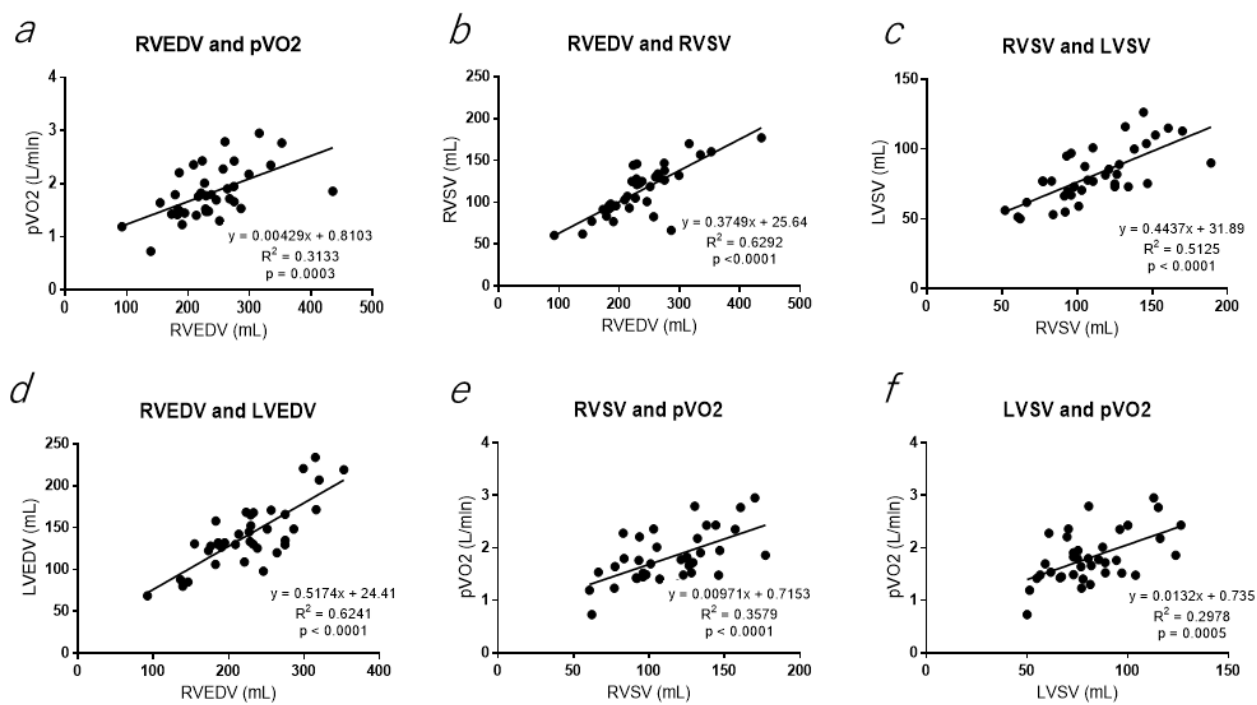 a
RVEDV and pVO2
pVO2 (L/min)
4
3
2
1
0
y = 0.00429x + 0.8103
R² = 0.3133
p = 0.0003
0 100 200 300 400 500
RVEDV (mL)
b
RVEDV and RVSV
RVSV (mL)
250
200
150
100
50
0
y = 0.3749x + 25.64
R² = 0.6292
p <0.0001
0 100 200 300 400 500
RVEDV (mL)
c
RVSV and LVSV
LVSV (mL)
150
100
50
0
y = 0.4437x + 31.89
R² = 0.5125
p < 0.0001
0 50 100 150 200
RVSV (mL)
d
RVEDV and LVEDV
LVEDV (mL)
250
200
150
100
50
0
y = 0.5174x + 24.41
R² = 0.6241
p < 0.0001
0 100 200 300 400
RVEDV (mL)
e
RVSV and pVO2
pVO2 (L/min)
4
3
2
1
0
y = 0.00971x + 0.7153
R² = 0.3579
p < 0.0001
0 50 100 150 200
RVSV (mL)
f
LVSV and pVO2
pVO2 (L/min)
4
3
2
1
0
y = 0.0132x + 0.735
R² = 0.2978
p = 0.0005
0 50 100 150
LVSV (mL)